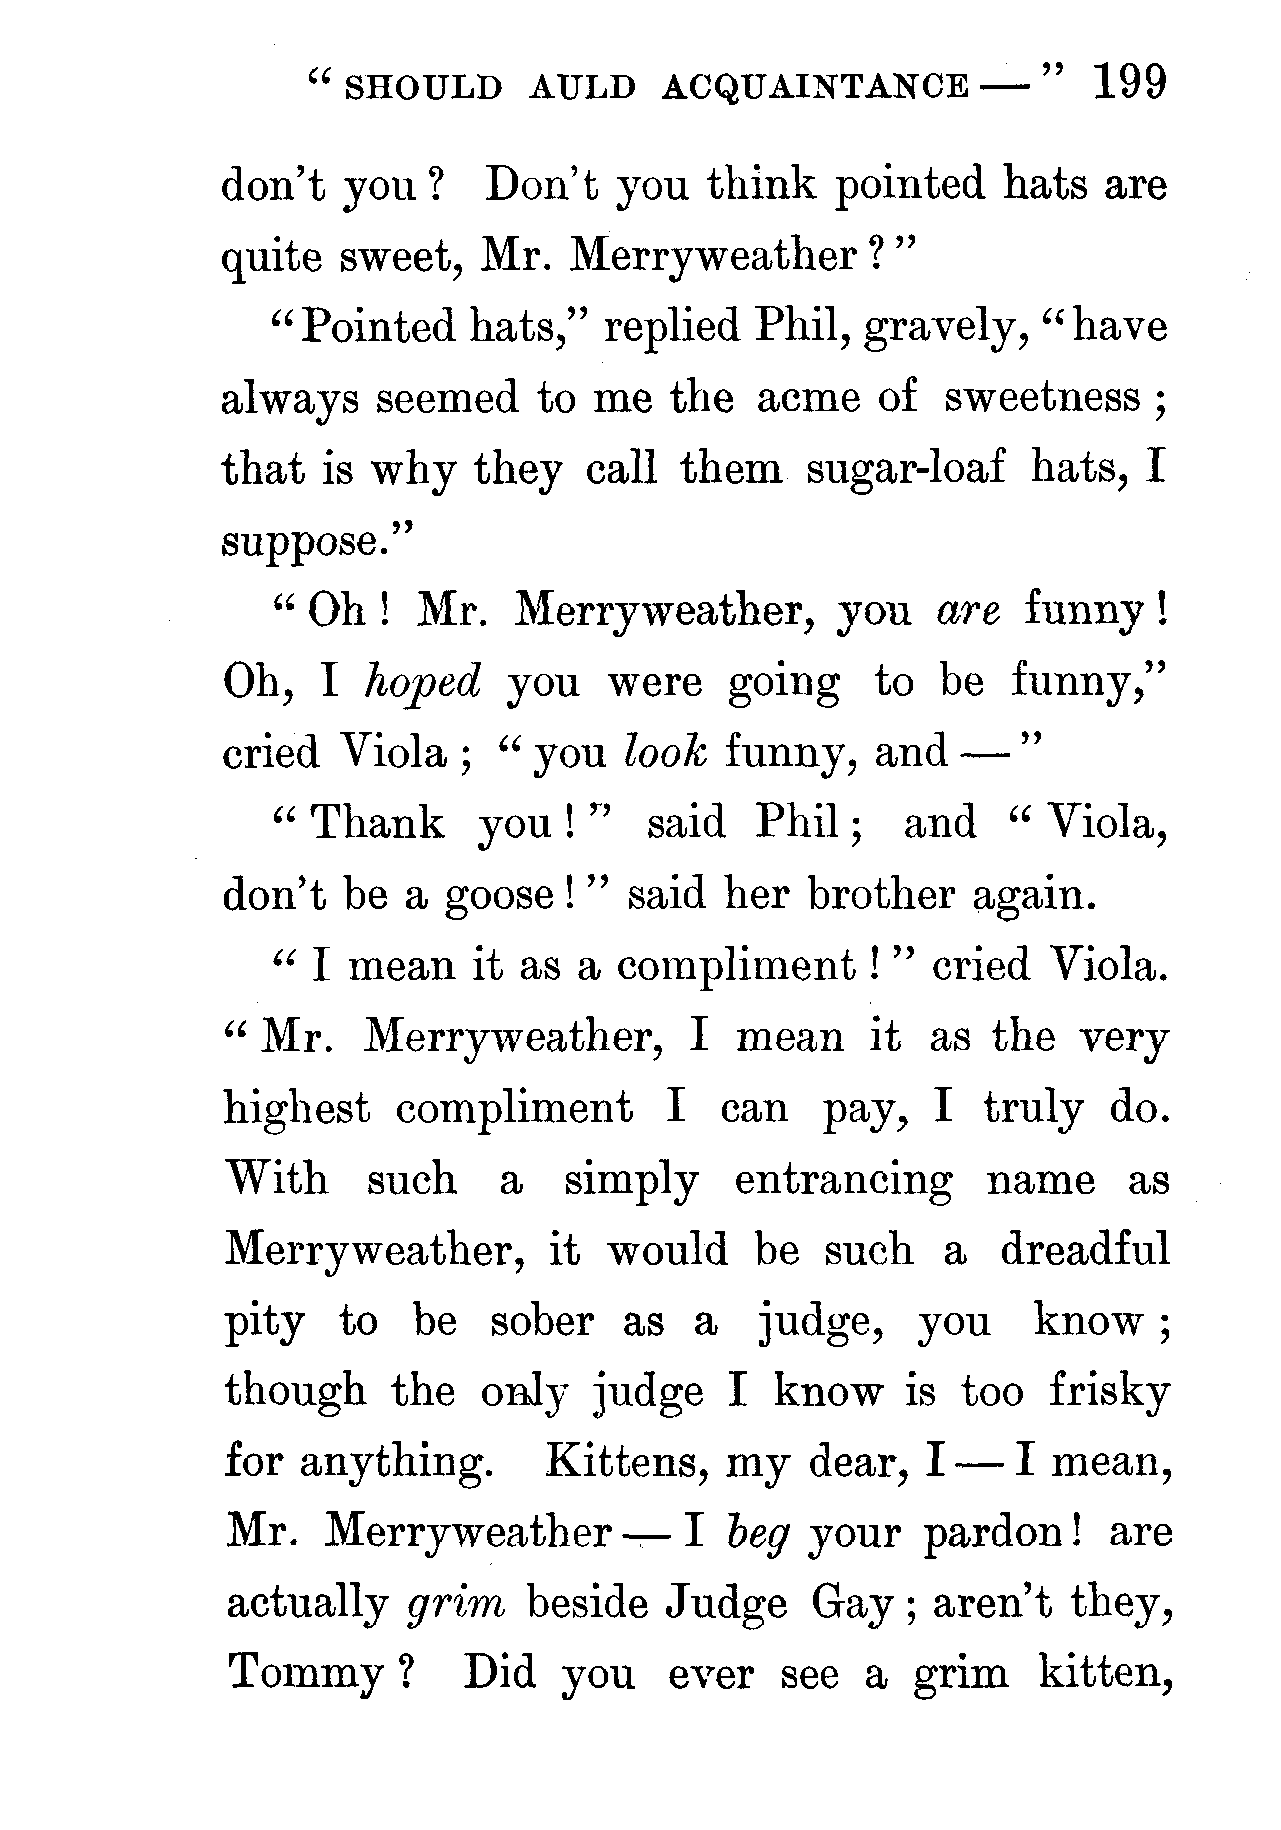 “ SHOULD AULD ACQUAINTANCE — ” 199
don't you ? Don't you think pointed hats are
quite sweet, Mr. Merryweather ? ”
“ Pointed hats,” replied Phil, gravely, “ have
always seemed to me the acme of sweetness ;
that is why they call them sugar-loaf hats, I
suppose.”
“ Oh ! Mr. Merryweather, you are funny !
Oh, I hoped you were going to be funny,”
cried Viola ; “ you look funny, and — ”
“ Thank you ! ” said Phil ; and “ Viola,
don't be a goose ! ” said her brother again.
“ I mean it as a compliment ! ” cried Viola.
“ Mr. Merryweather, I mean it as the very
highest compliment I can pay, I truly do.
With such a simply entrancing name as
Merryweather, it would be such a dreadful
pity to be sober as a judge, you know ;
though the only judge I know is too frisky
for anything. Kittens, my dear, I — I mean,
Mr. Merryweather — I beg your pardon ! are
actually grim beside Judge Gay ; aren't they,
Tommy ? Did you ever see a grim kitten,